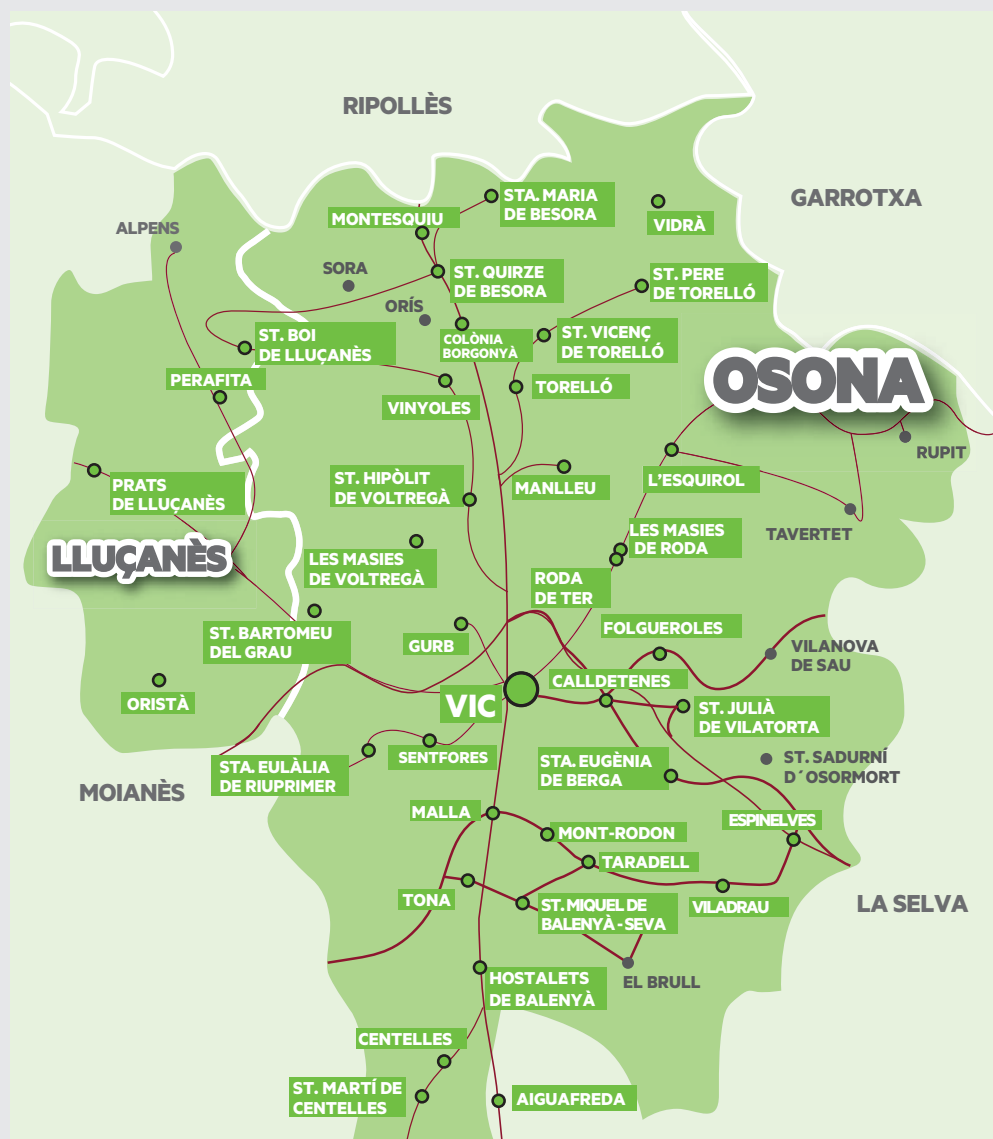 RIPOLLÈS
GARROTXA
STA. MARIA
DE BESORA
MONTESQUIU
VIDRÀ
ALPENS
SORA
ST. QUIRZE
DE BESORA
ST. PERE
DE TORELLÓ
ORÍS
ST. BOI
DE LLUÇANÈS
COLÒNIA
BORGONYÀ
ST. VICENÇ
DE TORELLÓ
PERAFITA
OSONA
TORELLÓ
VINYOLES
RUPIT
PRATS
DE LLUÇANÈS
ST. HIPÒLIT
DE VOLTREGÀ
MANLLEU
L'ESQUIROL
TAVERTET
LLUÇANÈS
LES MASIES
DE RODA
LES MASIES
DE VOLTREGÀ
RODA
DE TER
ST. BARTOMEU
DEL GRAU
GURB
FOLGUEROLES
VILANOVA
DE SAU
ORISTÀ
CALLDETENES
VIC
ST. JULIÀ
DE VILATORTA
SENTFORES
STA. EULÀLIA
DE RIUPRIMER
STA. EUGÈNIA
DE BERGA
ST. SADURNÍ
D´OSORMORT
MOIANÈS
MALLA
ESPINELVES
MONT-RODON
TARADELL
TONA
ST. MIQUEL DE
BALENYÀ - SEVA
VILADRAU
LA SELVA
EL BRULL
HOSTALETS
DE BALENYÀ
CENTELLES
ST. MARTÍ DE
CENTELLES
AIGUAFREDA